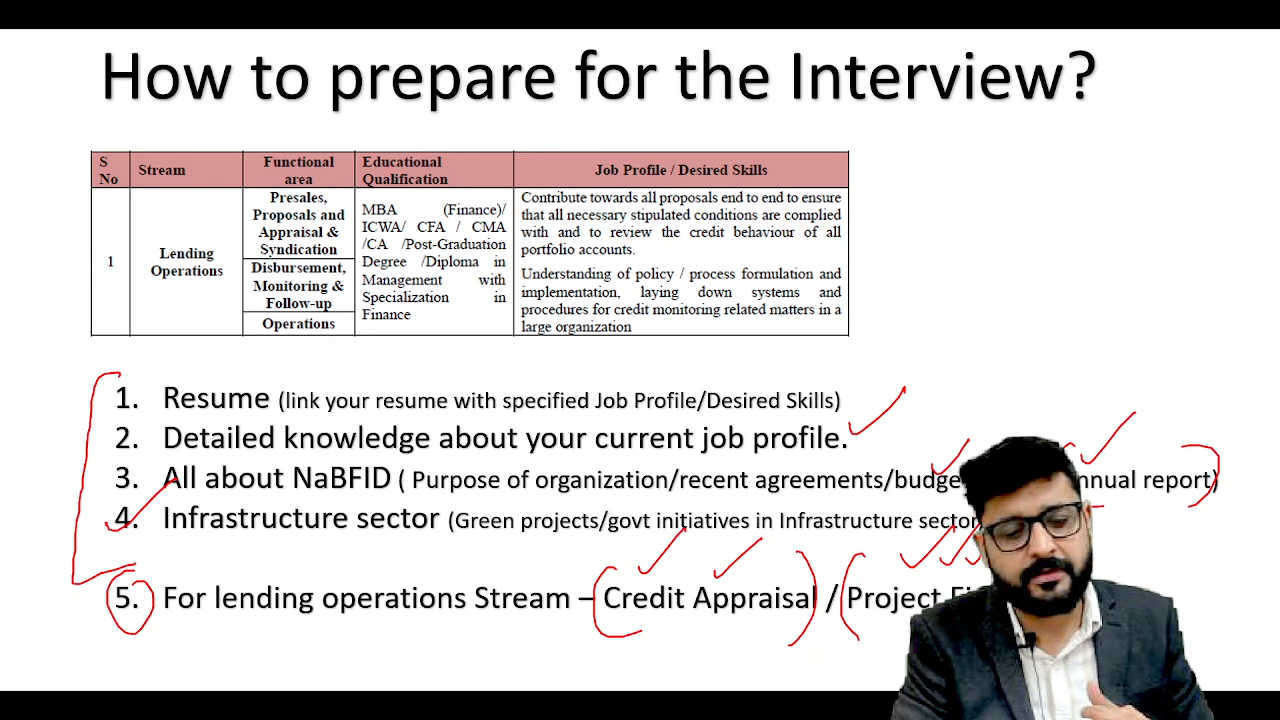 How to prepare for the Interview?
S No Stream Functional area Educational Qualification Job Profile / Desired Skills
1 Lending Operations
Presales,
Proposals and
Appraisal &
Syndication
Disbursement,
Monitoring &
Follow-up
Operations
MBA (Finance)/
ICWA/ CFA / CMA
/CA /Post-Graduation
Degree /Diploma in
Management with
Specialization in
Finance
Contribute towards all proposals end to end to ensure
that all necessary stipulated conditions are complied
with and to review the credit behaviour of all
portfolio accounts.
Understanding of policy / process formulation and
implementation, laying down systems and
procedures for credit monitoring related matters in a
large organization
1. Resume (link your resume with specified Job Profile/Desired Skills)
2. Detailed knowledge about your current job profile.
3. All about NaBFID ( Purpose of organization/recent agreements/ report)
4. Infrastructure sector (Green projects/govt initiatives in Infrastructure sector
5. For lending operations Stream – Credit Appraisal / Project